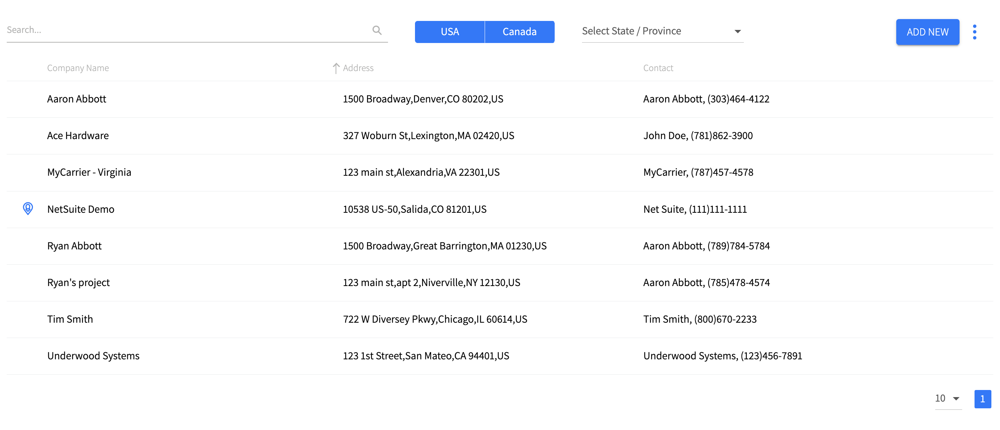 Search...
USA
Canada
Select State / Province
ADD NEW
Company Name
Address
Contact
Aaron Abbott
1500 Broadway,Denver,CO 80202,US
Aaron Abbott, (303)464-4122
Ace Hardware
327 Woburn St,Lexington,MA 02420,US
John Doe, (781)862-3900
MyCarrier - Virginia
123 main st,Alexandria,VA 22301,US
MyCarrier, (787)457-4578
NetSuite Demo
10538 US-50,Salida,CO 81201,US
Net Suite, (111)111-1111
Ryan Abbott
1500 Broadway,Great Barrington,MA 01230,US
Aaron Abbott, (789)784-5784
Ryan's project
123 main st,apt 2,Niverville,NY 12130,US
Aaron Abbott, (785)478-4574
Tim Smith
722 W Diversey Pkwy,Chicago,IL 60614,US
Tim Smith, (800)670-2233
Underwood Systems
123 1st Street,San Mateo,CA 94401,US
Underwood Systems, (123)456-7891
10
1